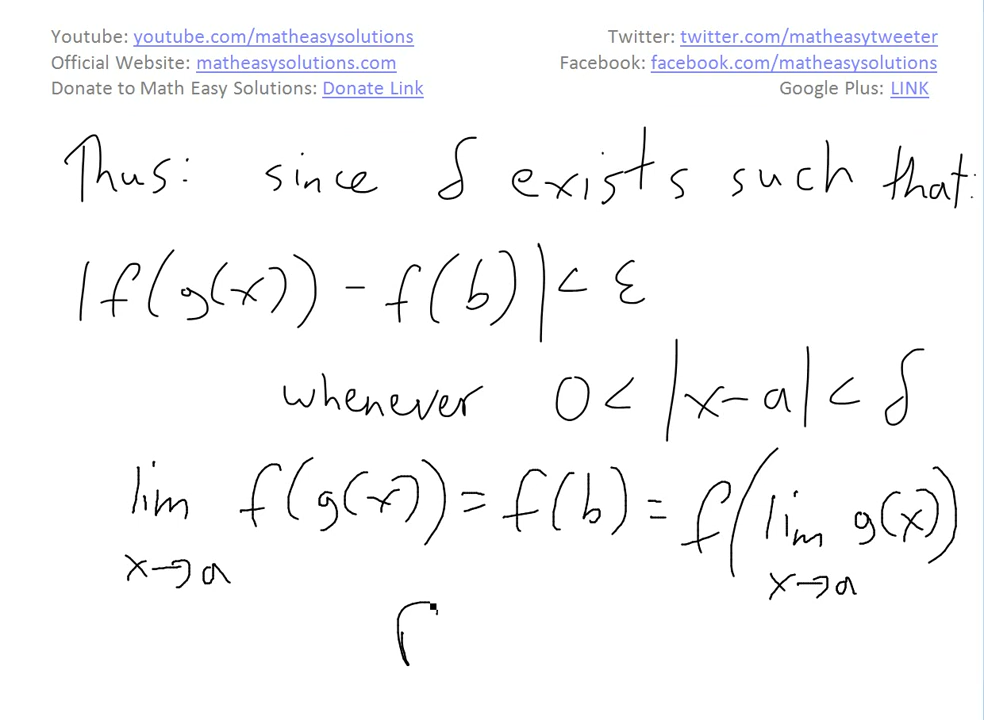 Youtube: youtube.com/matheasysolutions Twitter: twitter.com/matheasytweeter
Official Website: matheasysolutions.com Facebook: facebook.com/matheasysolutions
Donate to Math Easy Solutions: Donate Link Google Plus: LINK
Thus: since δ exists such that:
|f(g(x)) - f(b)| < ε
whenever 0 < |x - a| < δ
lim f(g(x)) = f(b) = f(lim g(x))
x→a x→a